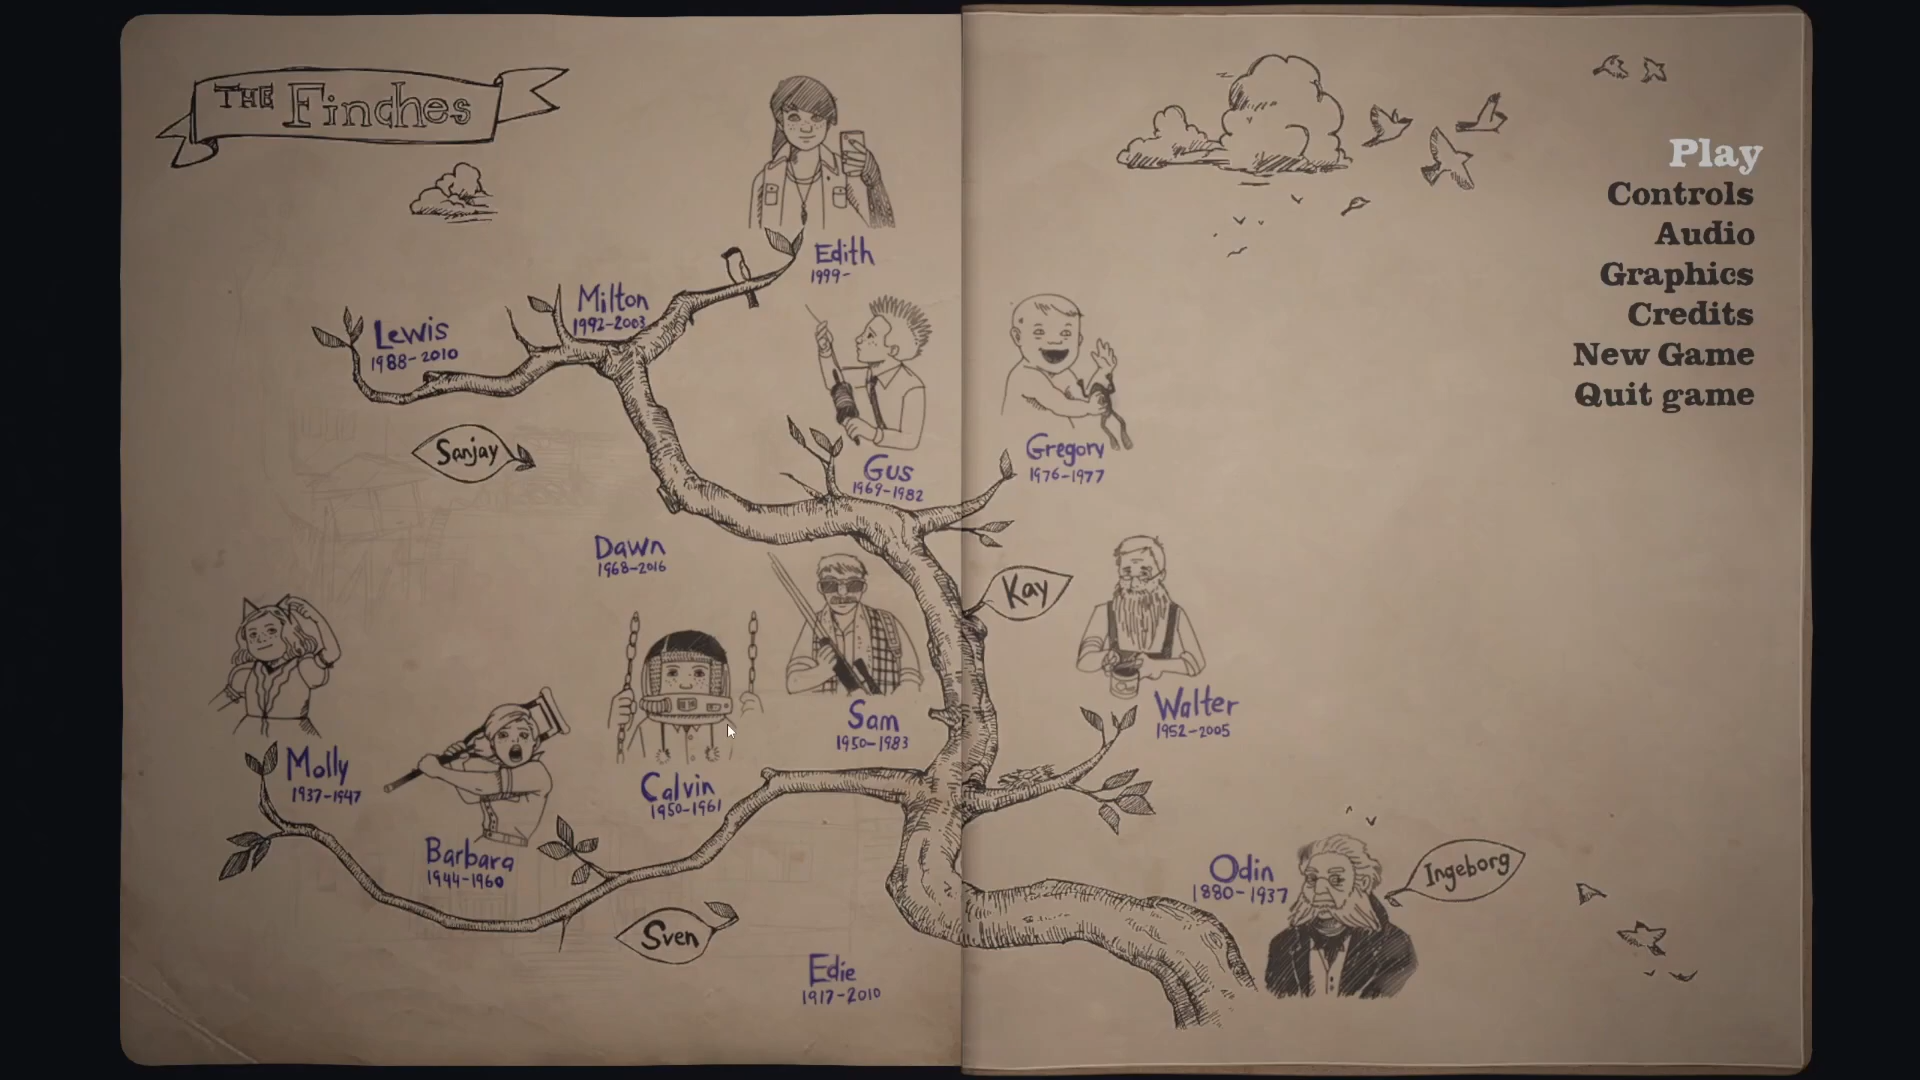 THE Finches
Edith
1999-
Milton
1992-2003
Lewis
1988-2010
Sanjay
Gus
1969-1982
Gregory
1976-1977
Dawn
1968-2016
Kay
Sam
1950-1983
Walter
1952-2005
Molly
1937-1947
Calvin
1950-1961
Barbara
1944-1960
Sven
Edie
1917-2010
Odin
1880-1937
Ingeborg
Play
Controls
Audio
Graphics
Credits
New Game
Quit game